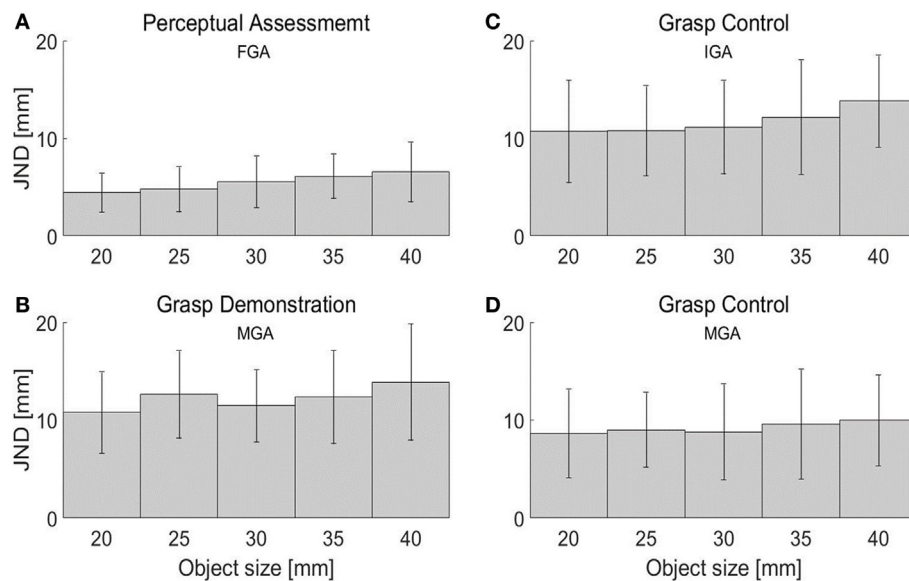 A
Perceptual Assessmemt
FGA
20
10
0
JND [mm]
20 25 30 35 40
C
Grasp Control
IGA
20
10
0
JND [mm]
20 25 30 35 40
B
Grasp Demonstration
MGA
20
10
0
JND [mm]
20 25 30 35 40
Object size [mm]
D
Grasp Control
MGA
20
10
0
20 25 30 35 40
Object size [mm]